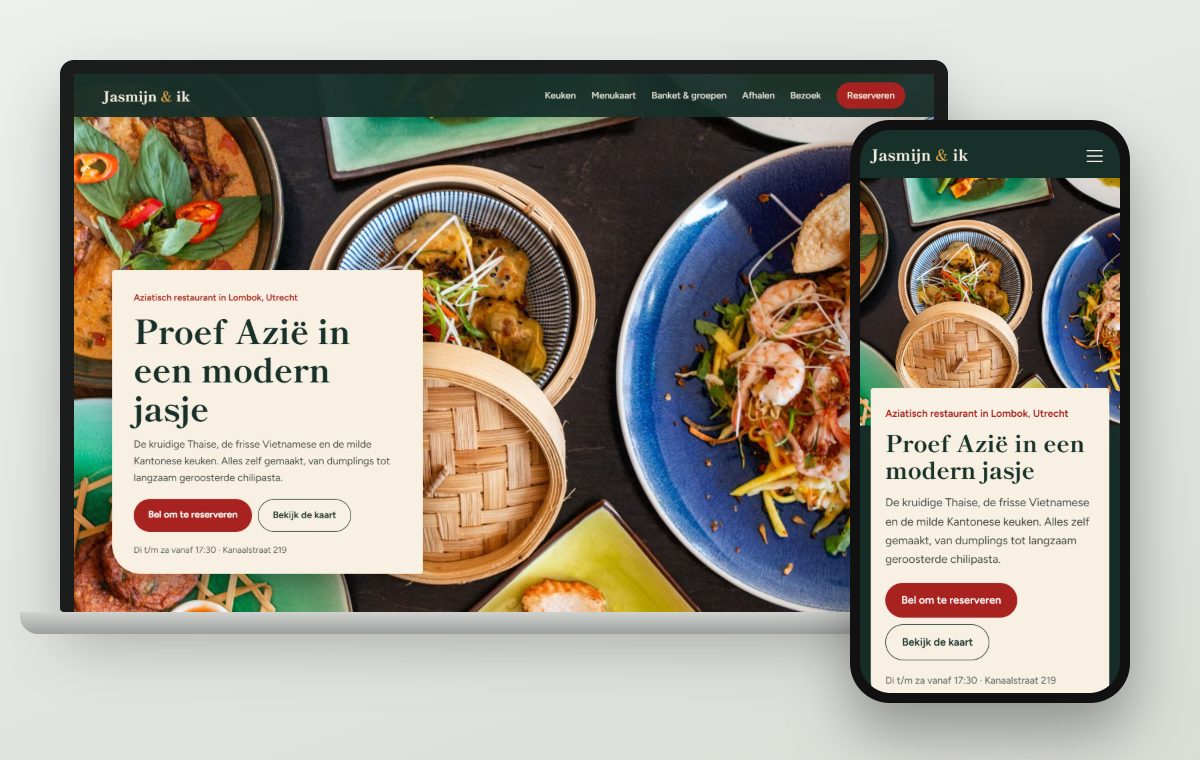 Jasmijn & ik
Keuken Menukaart Banket & groepen Afhalen Bezoek Reserveren
Aziatisch restaurant in Lombok, Utrecht
Proef Azië in
een modern
jasje
De kruidige Thaise, de frisse Vietnamese en de milde
Kantonese keuken. Alles zelf gemaakt, van dumplings tot
langzaam geroosterde chilipasta.
Bel om te reserveren Bekijk de kaart
Di t/m za vanaf 17:30 · Kanaalstraat 219
Jasmijn & ik
Aziatisch restaurant in Lombok, Utrecht
Proef Azië in een
modern jasje
De kruidige Thaise, de frisse Vietnamese
en de milde Kantonese keuken. Alles zelf
gemaakt, van dumplings tot langzaam
geroosterde chilipasta.
Bel om te reserveren
Bekijk de kaart
Di t/m za vanaf 17:30 · Kanaalstraat 219